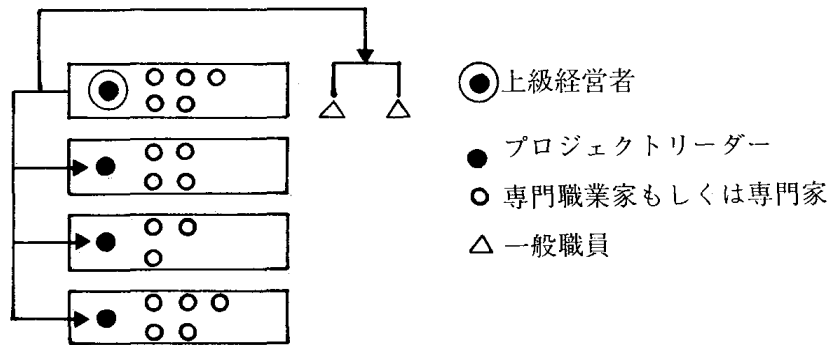 上級経営者
プロジェクトリーダー
専門職業家もしくは専門家
一般職員